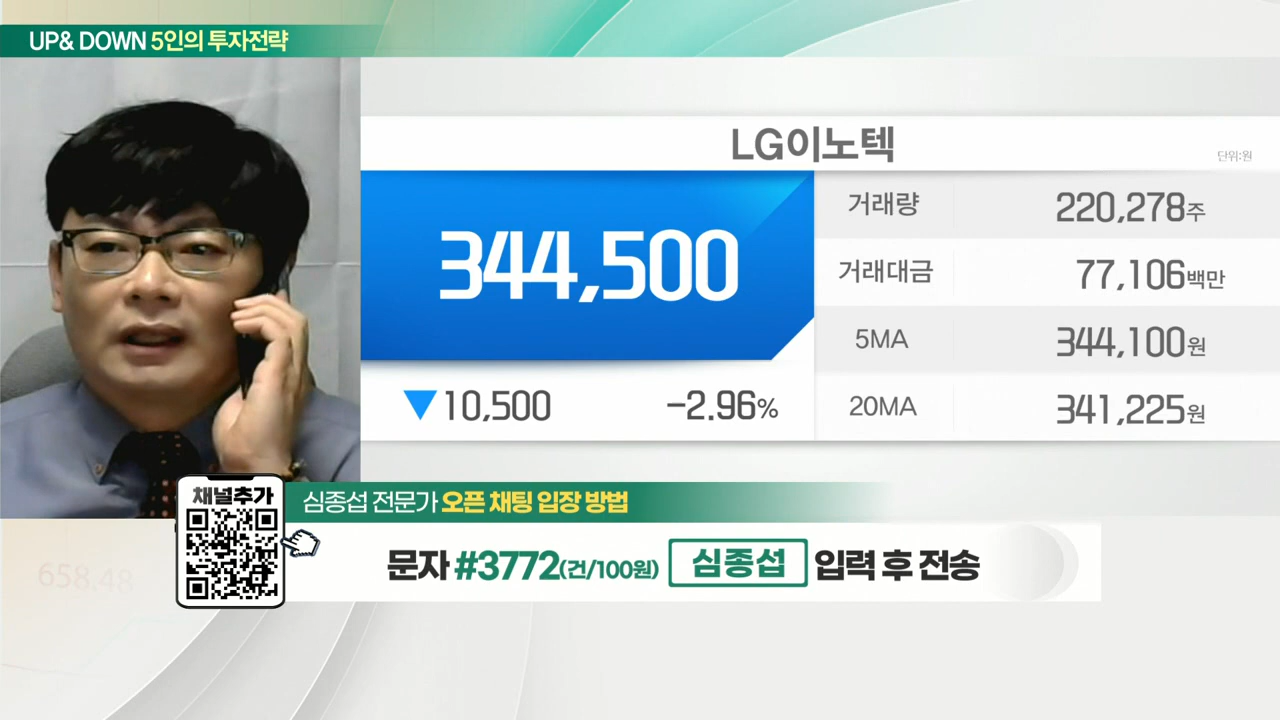 UP& DOWN 5인의 투자전략
LG이노텍
단위:원
344,500
▼10,500 -2.96%
거래량 220,278주
거래대금 77,106백만
5MA 344,100원
20MA 341,225원
채널추가
심종섭 전문가 오픈 채팅 입장 방법
문자 #3772(건/100원) 심종섭 입력 후 전송
658.48